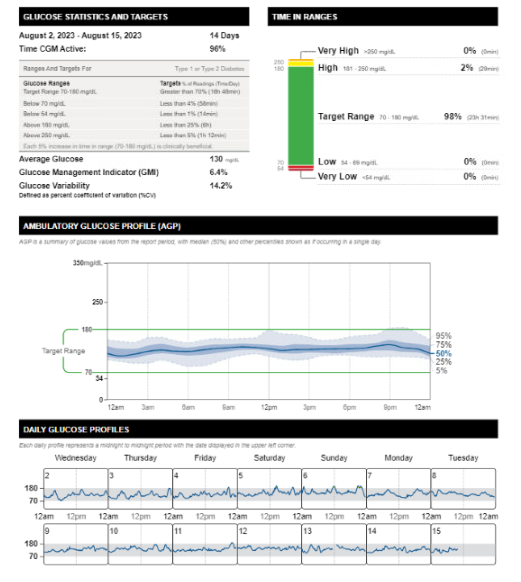 GLUCOSE STATISTICS AND TARGETS
August 2, 2023 - August 15, 2023 14 Days
Time CGM Active: 96%
Ranges And Targets For Type 1 or Type 2 Diabetes
Glucose Ranges Targets % of Readings (Time/Day)
Target Range 70-180 mg/dL Greater than 70% (16h 48min)
Below 70 mg/dL Less than 4% (58min)
Below 54 mg/dL Less than 1% (14min)
Above 180 mg/dL Less than 25% (6h)
Above 250 mg/dL Less than 5% (1h 12min)
Each 5% increase in time in range (70-180 mg/dL) is clinically beneficial.
Average Glucose 130 mg/dL
Glucose Management Indicator (GMI) 6.4%
Glucose Variability 14.2%
Defined as percent coefficient of variation (%CV)
TIME IN RANGES
Very High >250 mg/dL 0% (0min)
250
High 181 - 250 mg/dL 2% (29min)
180
Target Range 70 - 180 mg/dL 98% (23h 31min)
70
Low 54 - 69 mg/dL 0% (0min)
54
Very Low <54 mg/dL 0% (0min)
AMBULATORY GLUCOSE PROFILE (AGP)
AGP is a summary of glucose values from the report period, with median (50%) and other percentiles shown as if occurring in a single day.
350mg/dL
250
180
Target Range
70
54
0
95%
75%
50%
25%
5%
12am 3am 6am 9am 12pm 3pm 6pm 9pm 12am
DAILY GLUCOSE PROFILES
Each daily profile represents a midnight to midnight period with the date displayed in the upper left corner.
Wednesday Thursday Friday Saturday Sunday Monday Tuesday
2 3 4 5 6 7 8
180
70
12am 12pm 12am 12pm 12am 12pm 12am 12pm 12am 12pm 12am 12pm 12am 12pm 12am
9 10 11 12 13 14 15
180
70